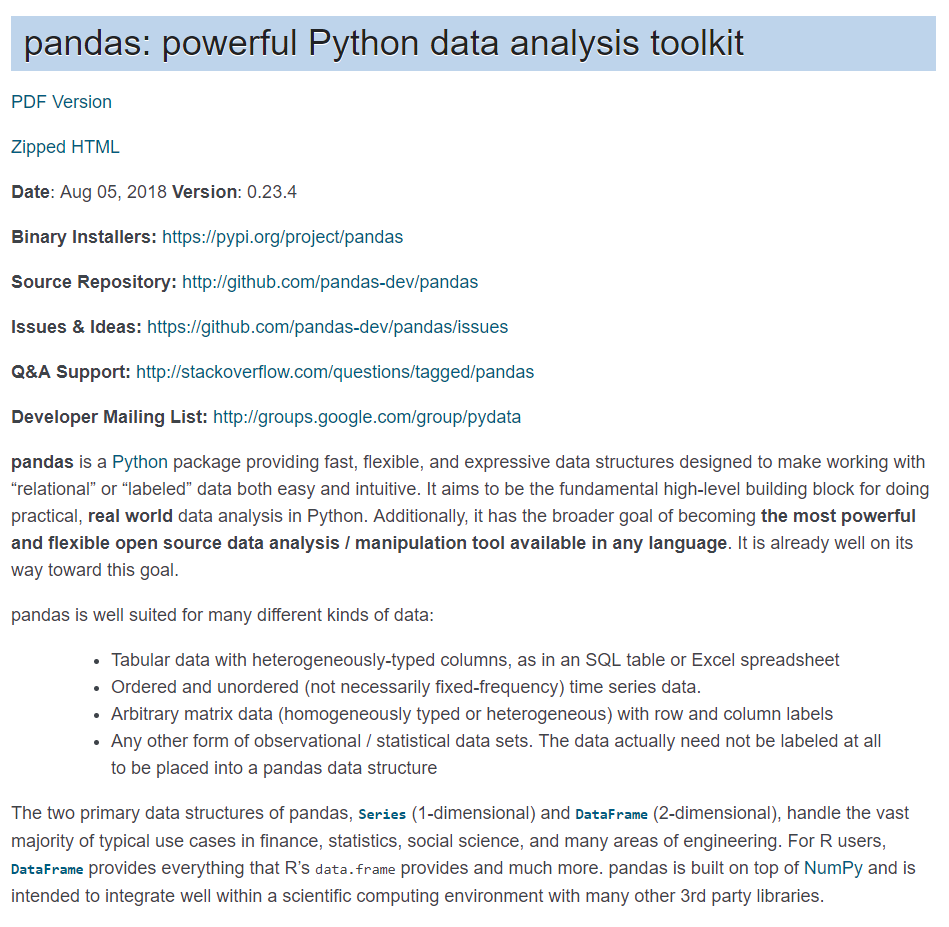 pandas: powerful Python data analysis toolkit
PDF Version
Zipped HTML
Date: Aug 05, 2018 Version: 0.23.4
Binary Installers: https://pypi.org/project/pandas
Source Repository: http://github.com/pandas-dev/pandas
Issues & Ideas: https://github.com/pandas-dev/pandas/issues
Q&A Support: http://stackoverflow.com/questions/tagged/pandas
Developer Mailing List: http://groups.google.com/group/pydata
pandas is a Python package providing fast, flexible, and expressive data structures designed to make working with
“relational” or “labeled” data both easy and intuitive. It aims to be the fundamental high-level building block for doing
practical, real world data analysis in Python. Additionally, it has the broader goal of becoming the most powerful
and flexible open source data analysis / manipulation tool available in any language. It is already well on its
way toward this goal.
pandas is well suited for many different kinds of data:
• Tabular data with heterogeneously-typed columns, as in an SQL table or Excel spreadsheet
• Ordered and unordered (not necessarily fixed-frequency) time series data.
• Arbitrary matrix data (homogeneously typed or heterogeneous) with row and column labels
• Any other form of observational / statistical data sets. The data actually need not be labeled at all
to be placed into a pandas data structure
The two primary data structures of pandas, Series (1-dimensional) and DataFrame (2-dimensional), handle the vast
majority of typical use cases in finance, statistics, social science, and many areas of engineering. For R users,
DataFrame provides everything that R’s data.frame provides and much more. pandas is built on top of NumPy and is
intended to integrate well within a scientific computing environment with many other 3rd party libraries.